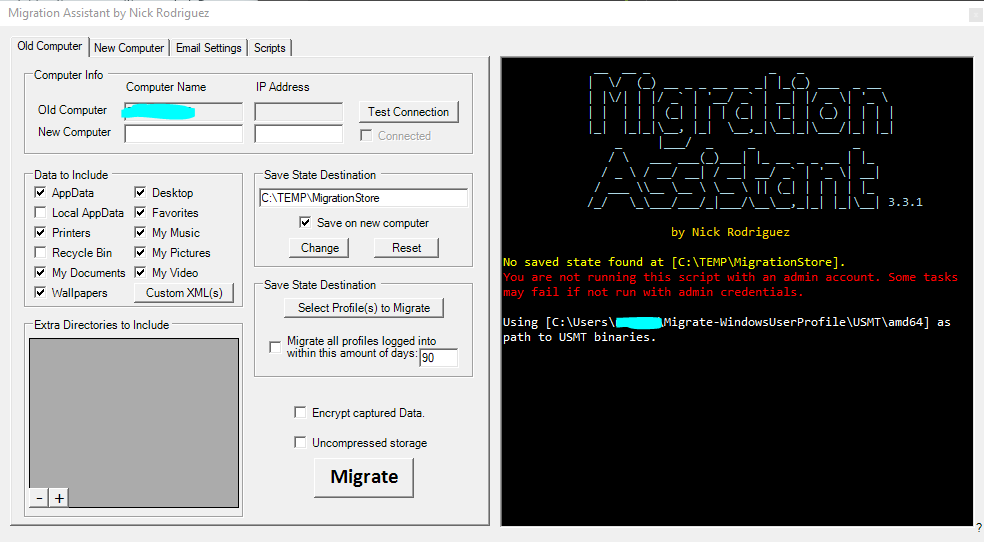 Migration Assistant by Nick Rodriguez
x
Old Computer New Computer Email Settings Scripts
Computer Info
Computer Name IP Address
Old Computer Test Connection
New Computer Connected
Data to Include
AppData Desktop
Local AppData Favorites
Printers My Music
Recycle Bin My Pictures
My Documents My Video
Wallpapers Custom XML(s)
Extra Directories to Include
- +
Save State Destination
C:\TEMP\MigrationStore
Save on new computer
Change Reset
Save State Destination
Select Profile(s) to Migrate
Migrate all profiles logged into
within this amount of days: 90
Encrypt captured Data.
Uncompressed storage
Migrate
Migration
Assistant 3.3.1
by Nick Rodriguez
No saved state found at [C:\TEMP\MigrationStore].
You are not running this script with an admin account. Some tasks
may fail if not run with admin credentials.
Using [C:\Users\ \Migrate-WindowsUserProfile\USMT\amd64] as
path to USMT binaries.
?